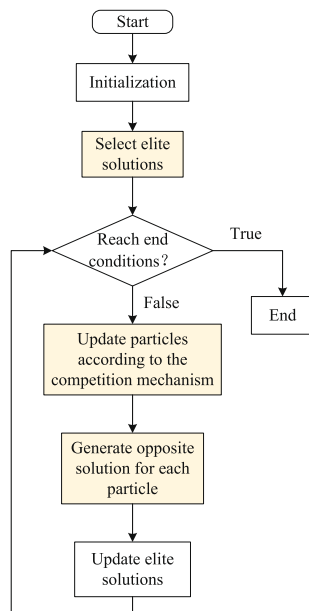 Start
Initialization
Select elite
solutions
Reach end
conditions？
True
False
End
Update particles
according to the
competition mechanism
Generate opposite
solution for each
particle
Update elite
solutions